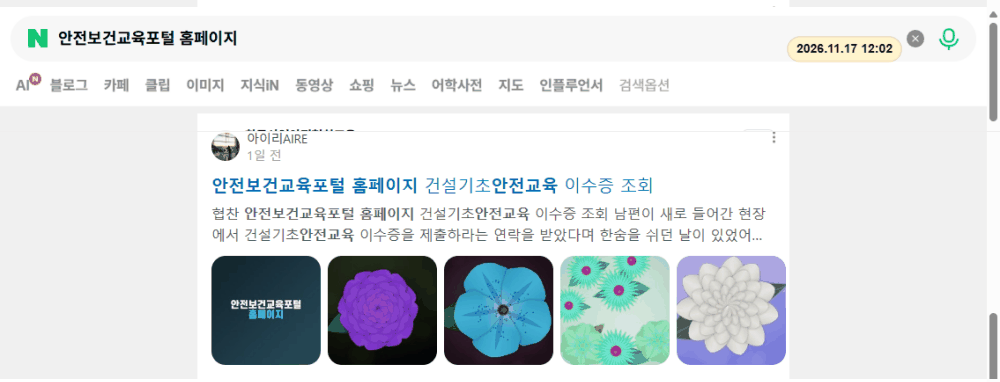 안전보건교육포털 홈페이지
2026.11.17 12:02
AI N 블로그 카페 클립 이미지 지식iN 동영상 쇼핑 뉴스 어학사전 지도 인플루언서 검색옵션
아이리AIRE
1일 전
안전보건교육포털 홈페이지 건설기초안전교육 이수증 조회
협찬 안전보건교육포털 홈페이지 건설기초안전교육 이수증 조회 남편이 새로 들어간 현장
에서 건설기초안전교육 이수증을 제출하라는 연락을 받았다며 한숨을 쉬던 날이 있었어...
안전보건교육포털
홈페이지